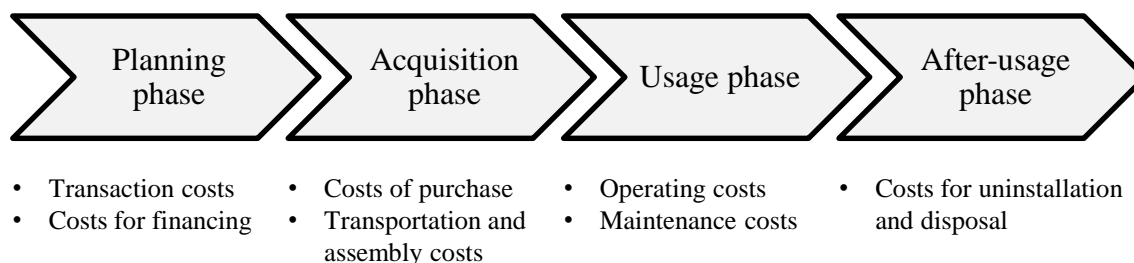 Planning
phase
Acquisition
phase
Usage phase
After-usage
phase
• Transaction costs
• Costs for financing
• Costs of purchase
• Transportation and
assembly costs
• Operating costs
• Maintenance costs
• Costs for uninstallation
and disposal